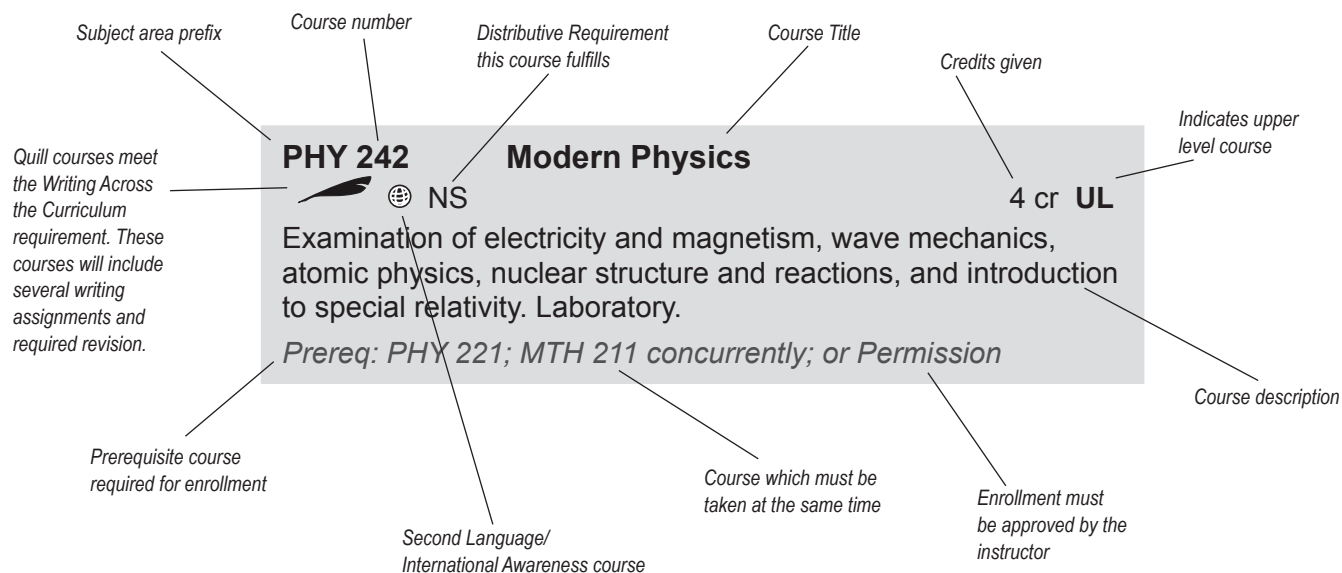 Subject area prefix
Course number
Distributive Requirement
this course fulfills
Course Title
Credits given
Indicates upper
level course
Quill courses meet
the Writing Across
the Curriculum
requirement. These
courses will include
several writing
assignments and
required revision.
PHY 242 Modern Physics
NS 4 cr UL
Examination of electricity and magnetism, wave mechanics,
atomic physics, nuclear structure and reactions, and introduction
to special relativity. Laboratory.
Prereq: PHY 221; MTH 211 concurrently; or Permission
Course description
Prerequisite course
required for enrollment
Course which must be
taken at the same time
Enrollment must
be approved by the
instructor
Second Language/
International Awareness course